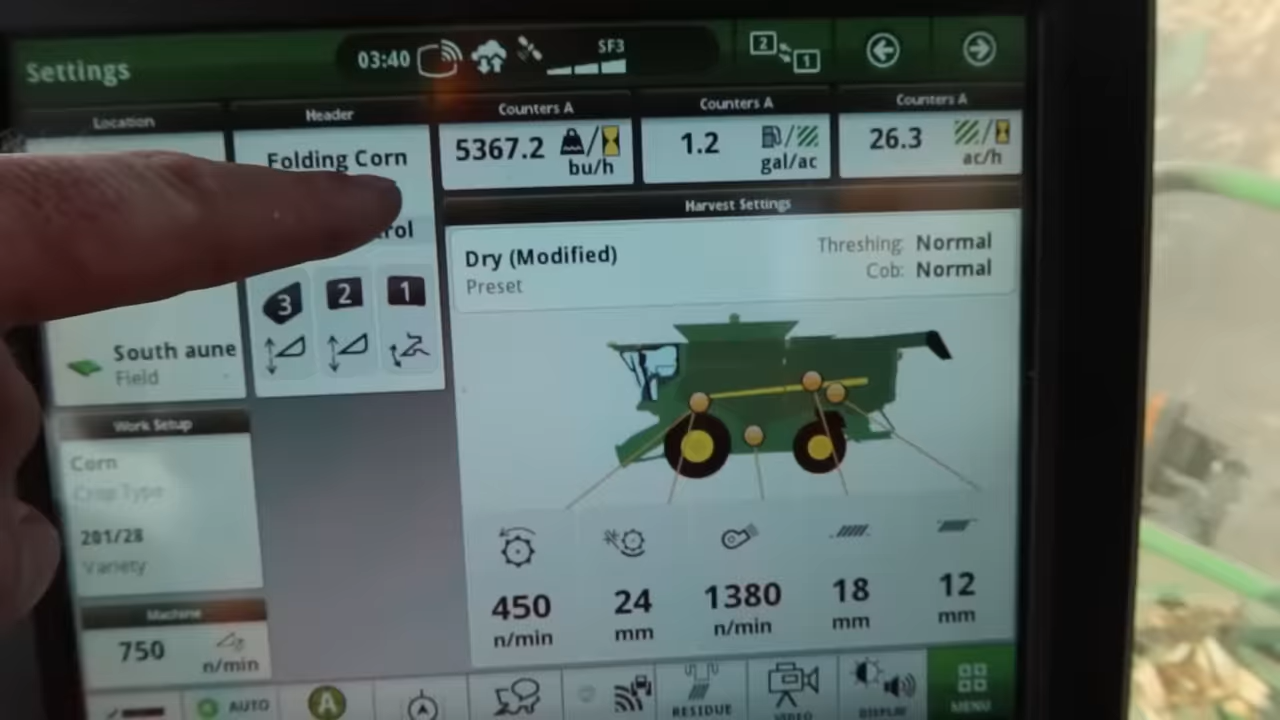 Settings
03:40
SF3
2
1
Location
Header
Counters A
Counters A
Counters A
Folding Corn
5367.2
bu/h
1.2
gal/ac
26.3
ac/h
Harvest Settings
Dry (Modified)
Preset
Threshing: Normal
Cob: Normal
3 2 1
South aune
Field
Work Setup
Corn
Crop Type
201/28
Variety
Machine
750
n/min
450
n/min
24
mm
1380
n/min
18
mm
12
mm
AUTO
A
RESIDUE
VIDEO
DISPLAY
MENU